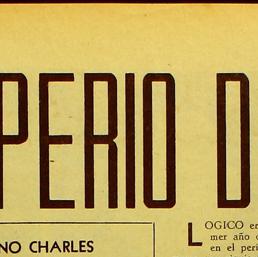 PERIO D
NO CHARLES
LOGICO en
mer año
en el peri